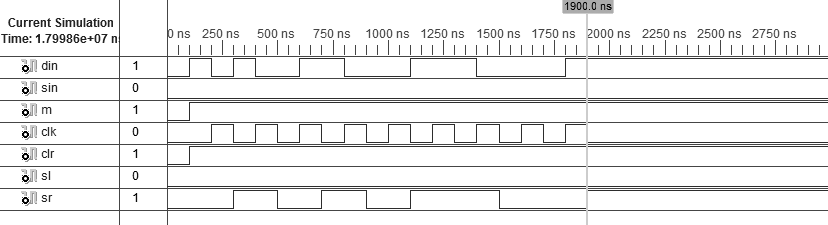 1900.0 ns
Current Simulation
Time: 1.79986e+07 ns
0 ns 250 ns 500 ns 750 ns 1000 ns 1250 ns 1500 ns 1750 ns 2000 ns 2250 ns 2500 ns 2750 ns
din 1
sin 0
m 1
clk 0
clr 1
sl 0
sr 1